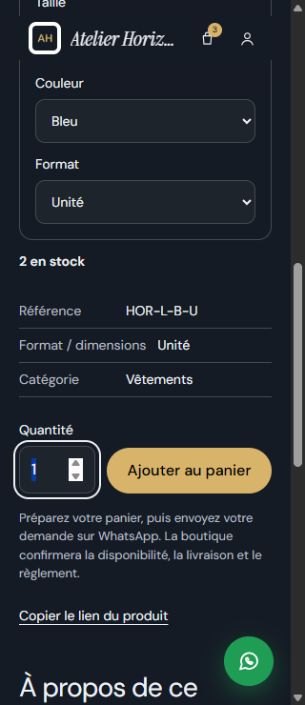 Taille
AH Atelier Horiz... 3
Couleur
Bleu
Format
Unité
2 en stock
Référence HOR-L-B-U
Format / dimensions Unité
Catégorie Vêtements
Quantité
1 Ajouter au panier
Préparez votre panier, puis envoyez votre
demande sur WhatsApp. La boutique
confirmera la disponibilité, la livraison et le
règlement.
Copier le lien du produit
À propos de ce